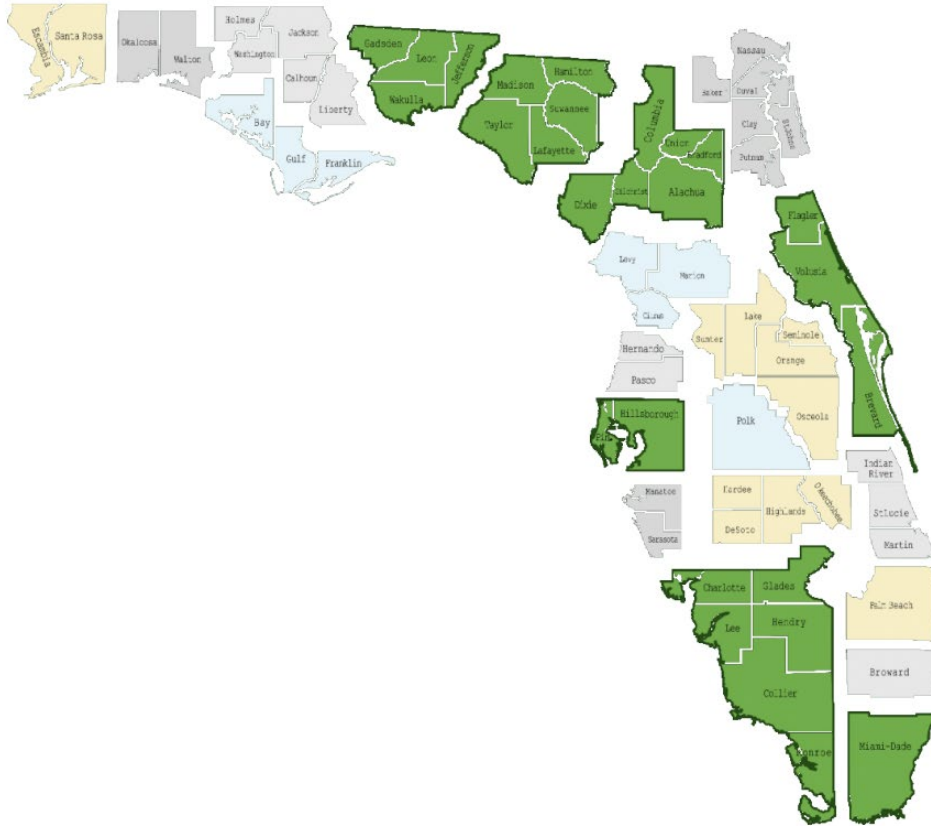 Escambia
Santa Rosa
Okaloosa
Walton
Holmes
Jackson
Washington
Calhoun
Liberty
Bay
Gulf
Franklin
Gadsden
Leon
Jefferson
Wakulla
Madison
Hamilton
Suwannee
Taylor
Lafayette
Columbia
Union
Bradford
Dixie
Gilchrist
Alachua
Nassau
Baker
Duval
Clay
St Johns
Putnam
Flagler
Volusia
Brevard
Levy
Marion
Citrus
Lake
Sumter
Seminole
Orange
Osceola
Hernando
Pasco
Hillsborough
Pin
Polk
Indian
River
StLucie
Martin
Manatee
Sarasota
Hardee
Highlands
Okeechobee
DeSoto
Charlotte
Glades
Lee
Hendry
Collier
onroe
Palm Beach
Broward
Miami-Dade